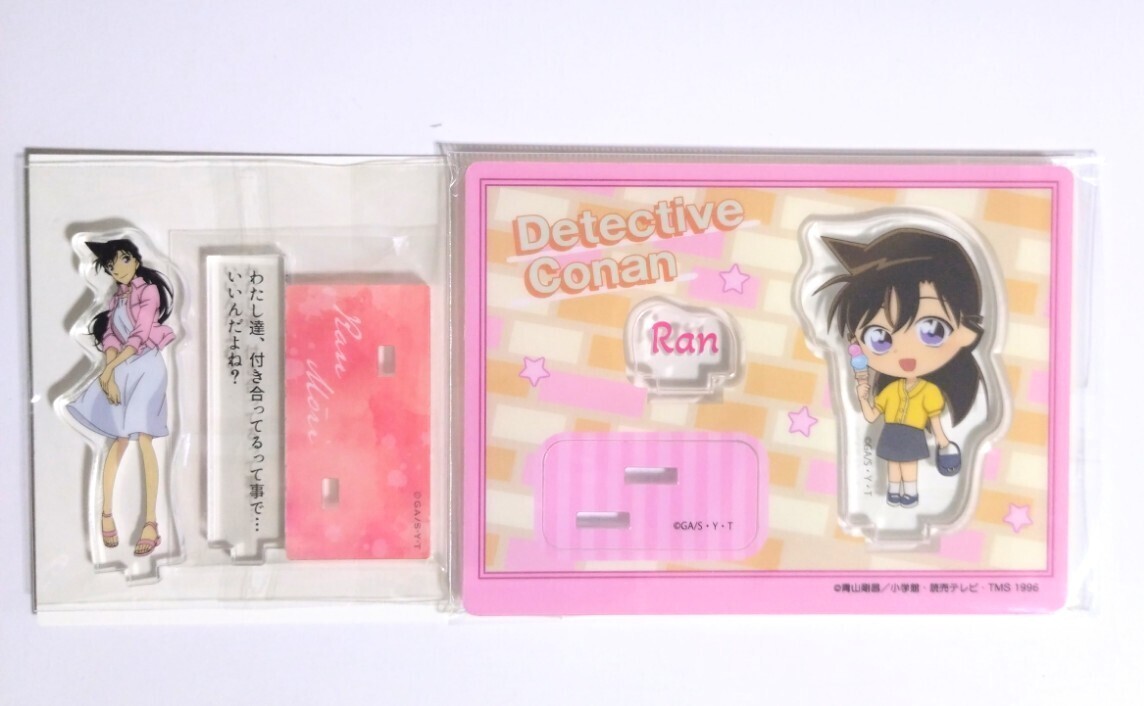 わたし達、付き合ってるって事で…
いいんだよね？
Ran Mōri
©GA/S・Y・T
Detective
Conan
Ran
©GA/S・Y・T
©GA/S・Y・T
©青山剛昌／小学館・読売テレビ・TMS 1996